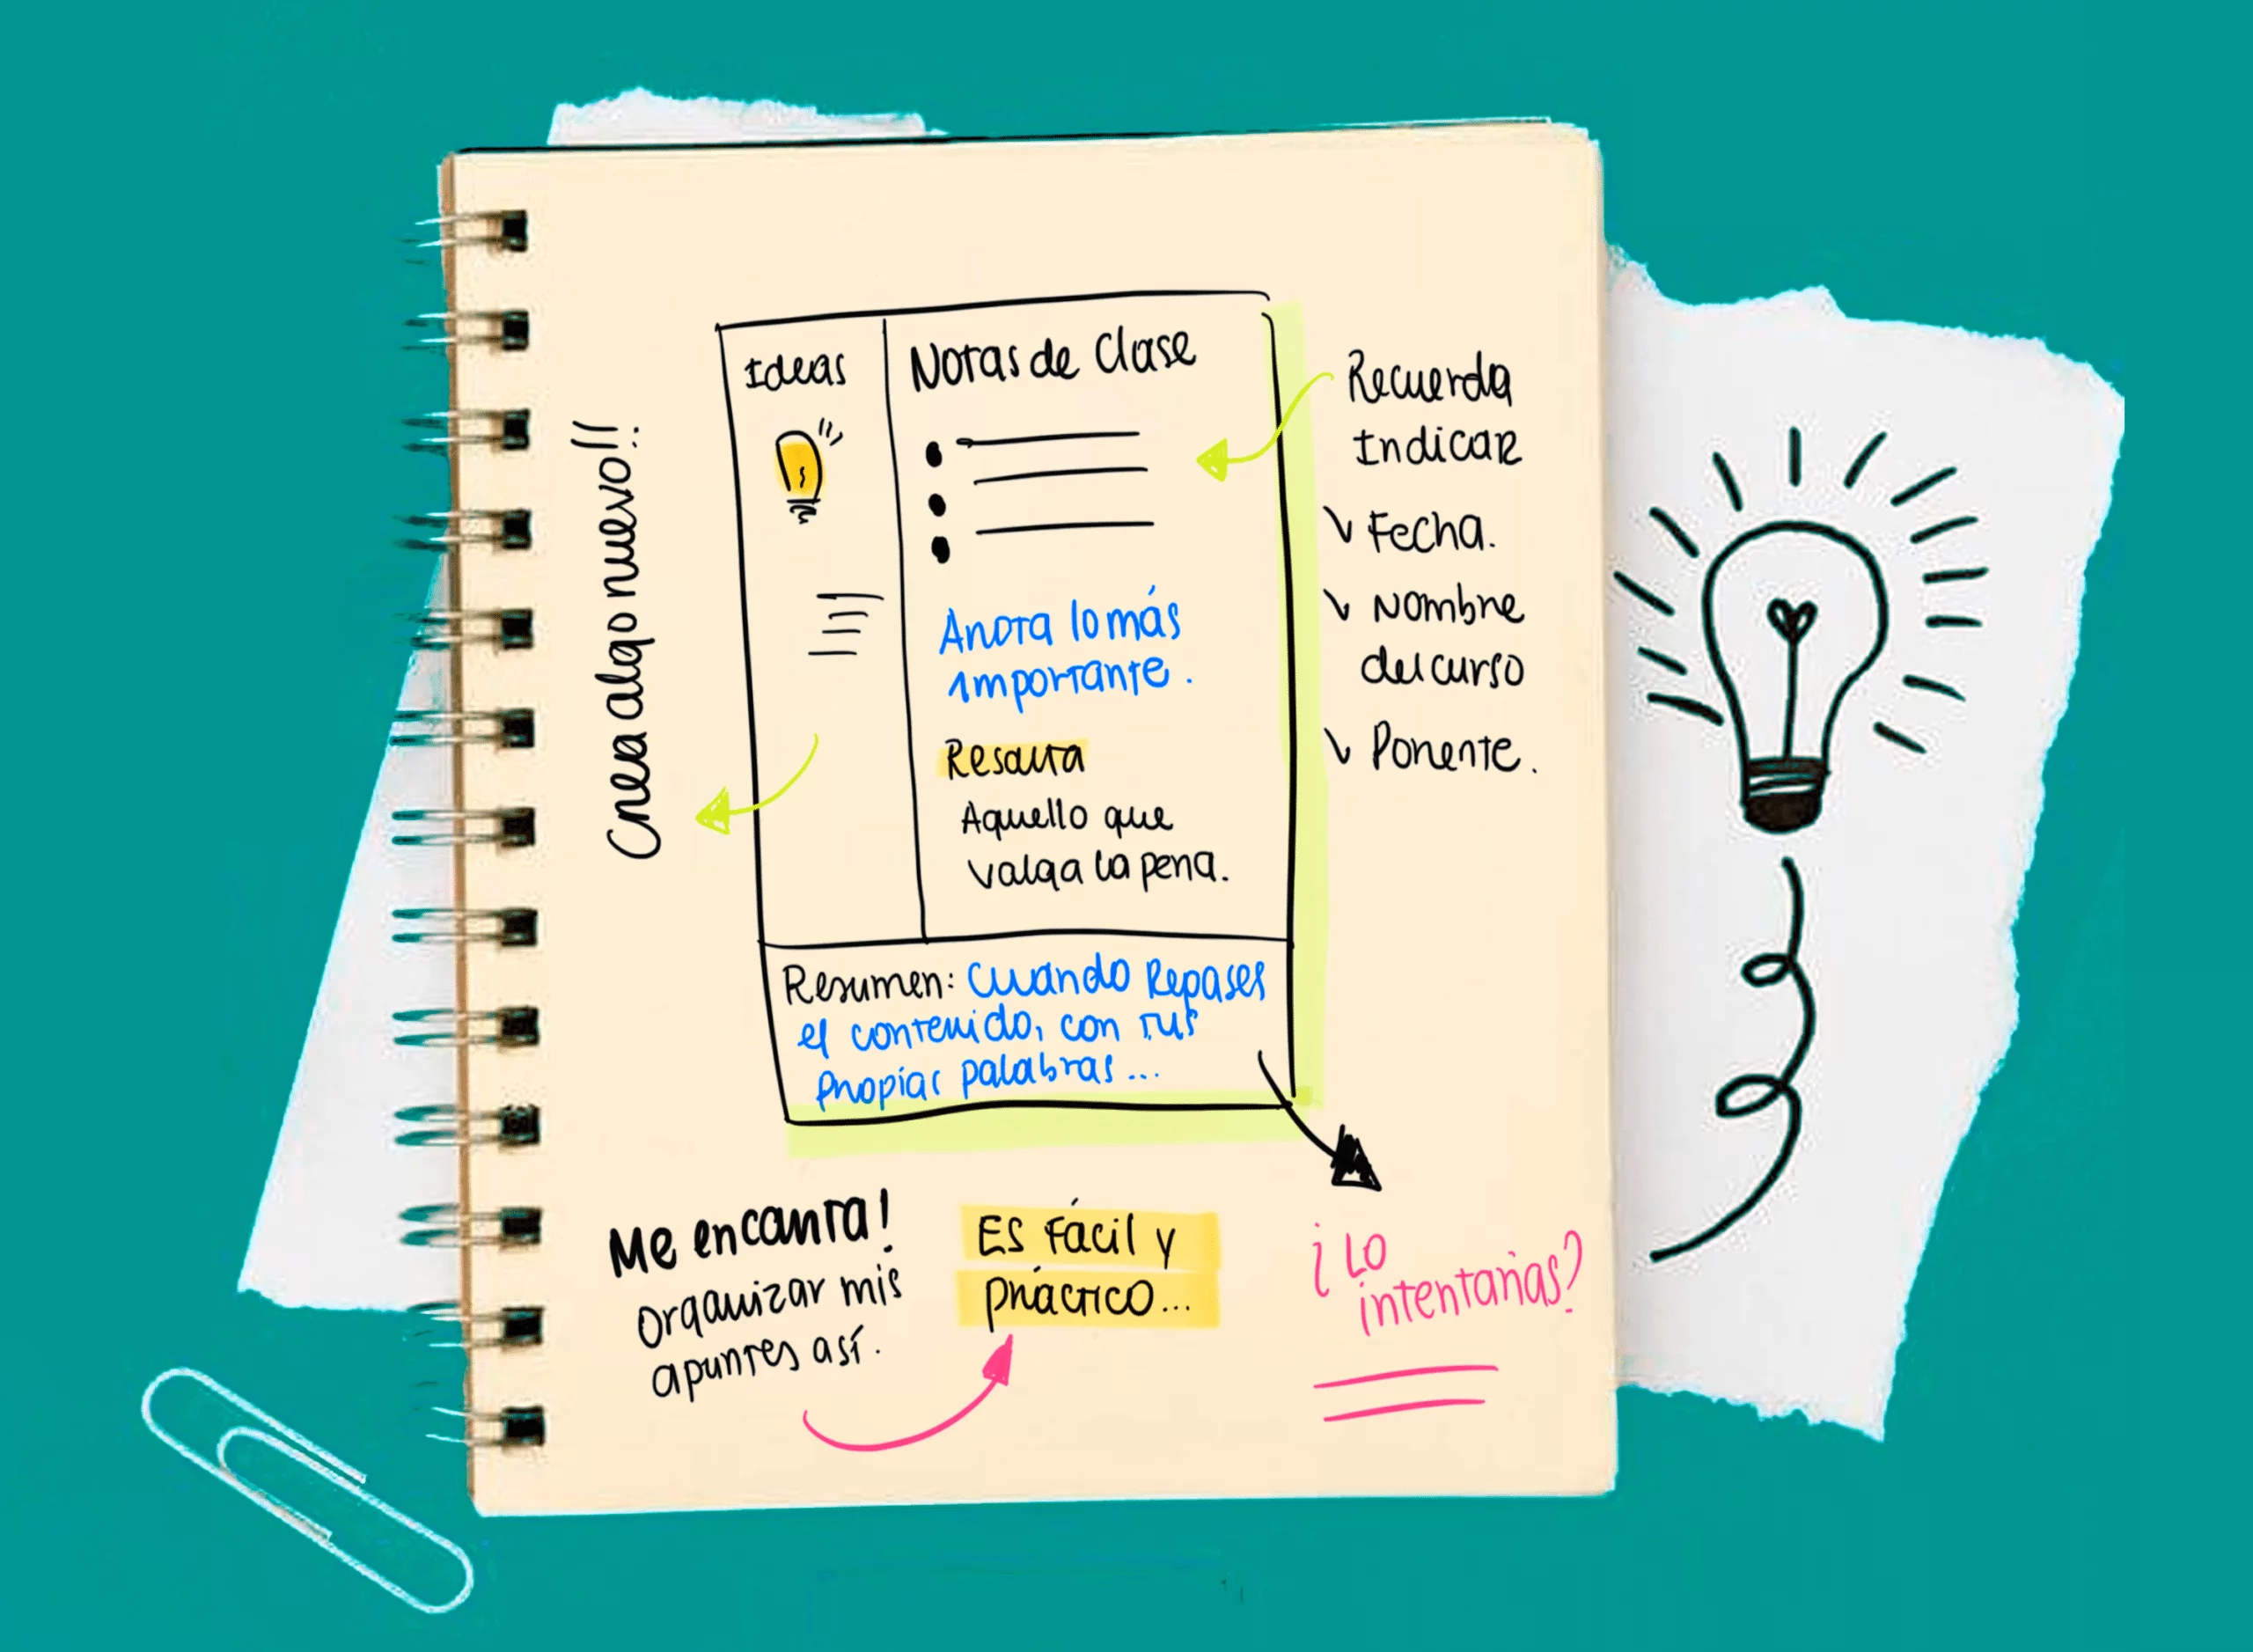 Crea algo nuevo!!
Ideas
Notas de Clase
Anota lo más
importante.
Resalta
Aquello que
valga la pena.
Recuerda
Indicar
Fecha.
Nombre
del curso
Ponente.
Resumen: Cuando Repases
el contenido, con tus
propias palabras...
Me encanta!
organizar mis
apuntes así.
Es fácil y
práctico...
¿Lo
intentarías?